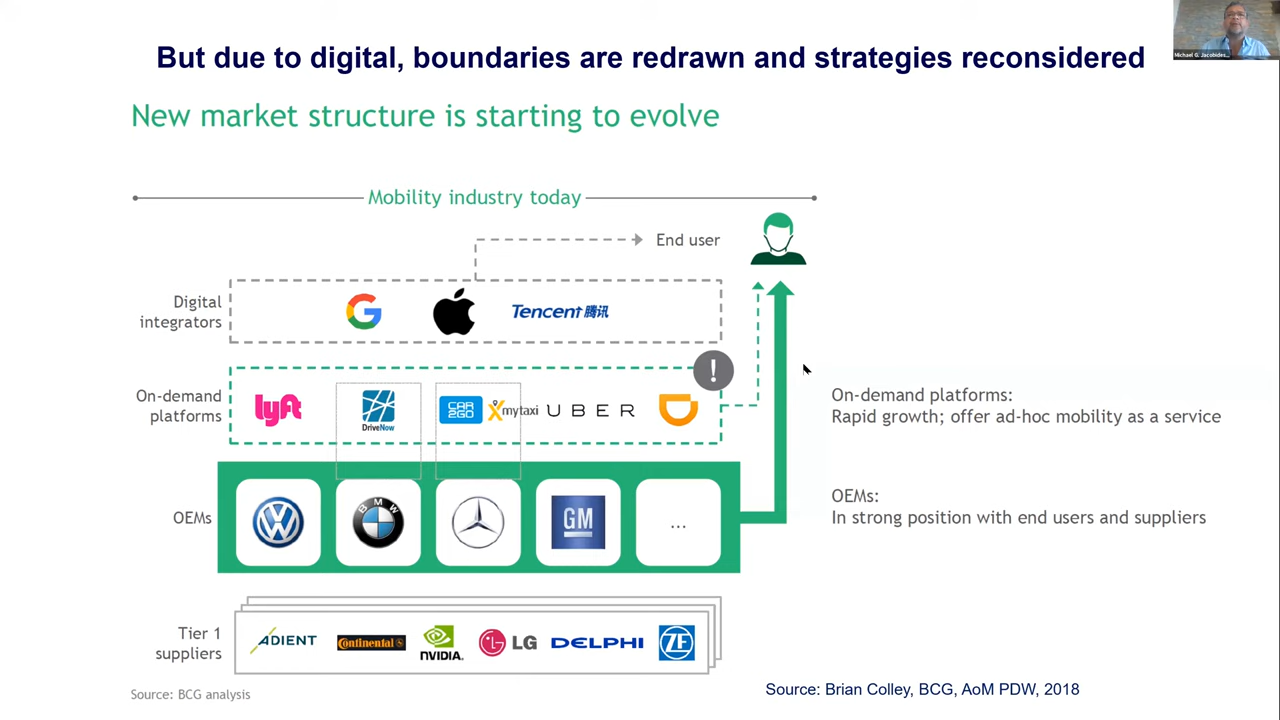 But due to digital, boundaries are redrawn and strategies reconsidered
Michael G. Jacobides...
New market structure is starting to evolve
Mobility industry today
End user
Digital
integrators
G
Tencent 腾讯
On-demand
platforms
lyft
DriveNow
CAR
2GO
mytaxi
UBER
!
On-demand platforms:
Rapid growth; offer ad-hoc mobility as a service
OEMs
BMW
GM
...
OEMs:
In strong position with end users and suppliers
Tier 1
suppliers
ADIENT
Continental
NVIDIA.
LG
DELPHI
ZF
Source: BCG analysis
Source: Brian Colley, BCG, AoM PDW, 2018